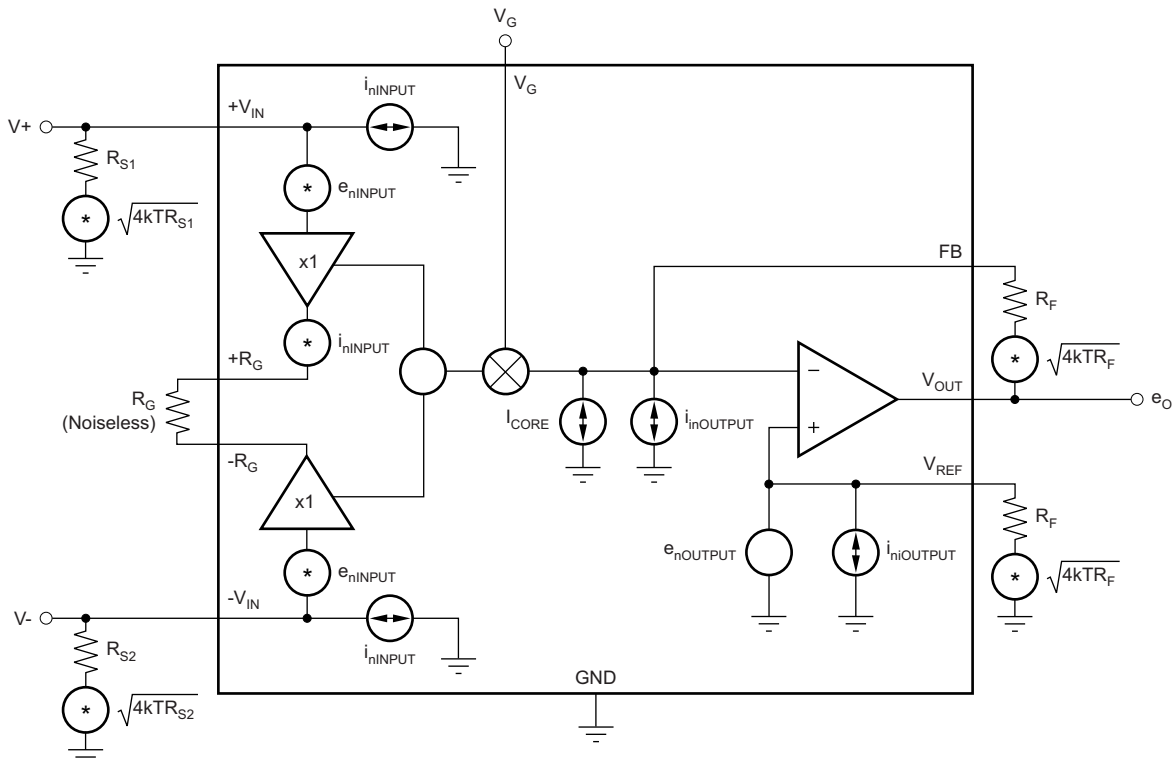 V_G
V_G
i_nINPUT
+V_IN
V+
R_S1
*
e_nINPUT
* √4kTR_S1
x1
FB
R_F
* i_nINPUT
+R_G
* √4kTR_F
R_G
(Noiseless)
I_CORE
i_inOUTPUT
−
+
V_OUT
e_O
-R_G
V_REF
x1
R_F
e_nOUTPUT
i_niOUTPUT
* e_nINPUT
* √4kTR_F
-V_IN
V-
R_S2
i_nINPUT
GND
* √4kTR_S2